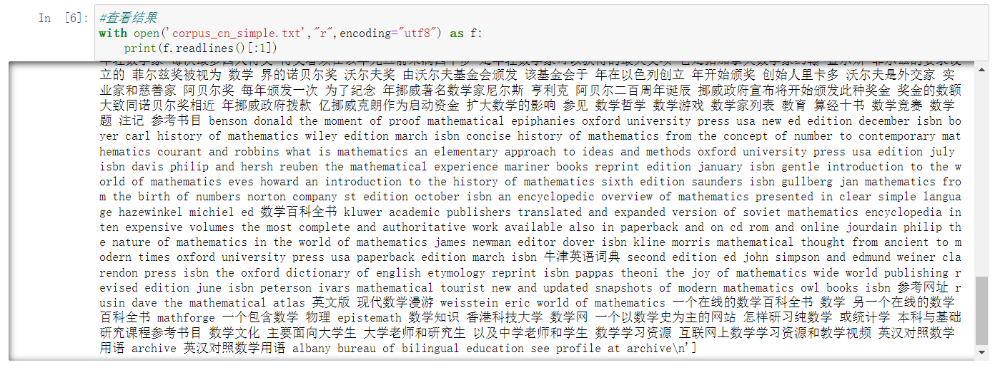 In [6]:
#查看结果
with open('corpus_cn_simple.txt',"r",encoding="utf8") as f:
print(f.readlines()[:1])
立的 菲尔兹奖被视为 数学 界的诺贝尔奖 沃尔夫奖 由沃尔夫基金会颁发 该基金会于 年在以色列创立 年开始颁奖 创始人里卡多 沃尔夫是外交家 实
业家和慈善家 阿贝尔奖 每年颁发一次 为了纪念 年挪威著名数学家尼尔斯 亨利克 阿贝尔二百周年诞辰 挪威政府宣布将开始颁发此种奖金 奖金的数额
大致同诺贝尔奖相近 年挪威政府拨款 亿挪威克朗作为启动资金 扩大数学的影响 参见 数学哲学 数学游戏 数学家列表 教育 算经十书 数学竞赛 数学
题 注记 参考书目 benson donald the moment of proof mathematical epiphanies oxford university press usa new ed edition december isbn bo
yer carl history of mathematics wiley edition march isbn concise history of mathematics from the concept of number to contemporary mat
hematics courant and robbins what is mathematics an elementary approach to ideas and methods oxford university press usa edition july
isbn davis philip and hersh reuben the mathematical experience mariner books reprint edition january isbn gentle introduction to the w
orld of mathematics eves howard an introduction to the history of mathematics sixth edition saunders isbn gullberg jan mathematics fro
m the birth of numbers norton company st edition october isbn an encyclopedic overview of mathematics presented in clear simple langua
ge hazewinkel michiel ed 数学百科全书 kluwer academic publishers translated and expanded version of soviet mathematics encyclopedia in
ten expensive volumes the most complete and authoritative work available also in paperback and on cd rom and online jourdain philip th
e nature of mathematics in the world of mathematics james newman editor dover isbn kline morris mathematical thought from ancient to m
odern times oxford university press usa paperback edition march isbn 牛津英语词典 second edition ed john simpson and edmund weiner cla
rendon press isbn the oxford dictionary of english etymology reprint isbn pappas theoni the joy of mathematics wide world publishing r
evised edition june isbn peterson ivars mathematical tourist new and updated snapshots of modern mathematics owl books isbn 参考网址 r
usin dave the mathematical atlas 英文版 现代数学漫游 weisstein eric world of mathematics 一个在线的数学百科全书 数学 另一个在线的数学
百科全书 mathforge 一个包含数学 物理 epistemath 数学知识 香港科技大学 数学网 一个以数学史为主的网站 怎样研习纯数学 或统计学 本科与基础
研究课程参考书目 数学文化 主要面向大学生 大学老师和研究生 以及中学老师和学生 数学学习资源 互联网上数学学习资源和教学视频 英汉对照数学
用语 archive 英汉对照数学用语 albany bureau of bilingual education see profile at archive\n']